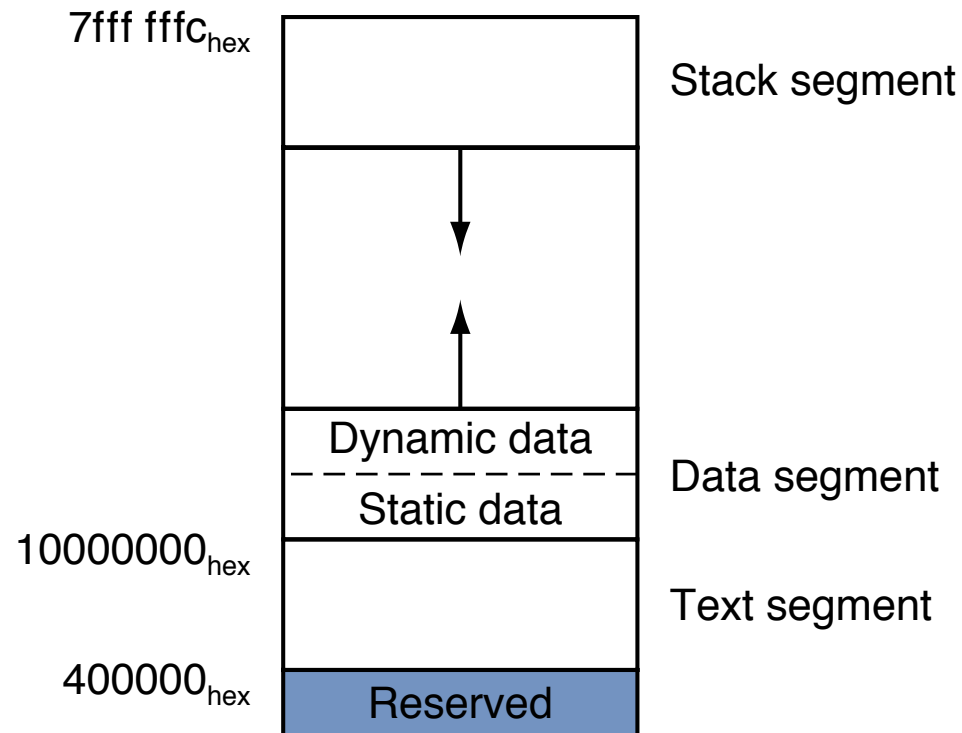 7fff fffchex
Stack segment
Dynamic data
Data segment
Static data
10000000hex
Text segment
400000hex
Reserved